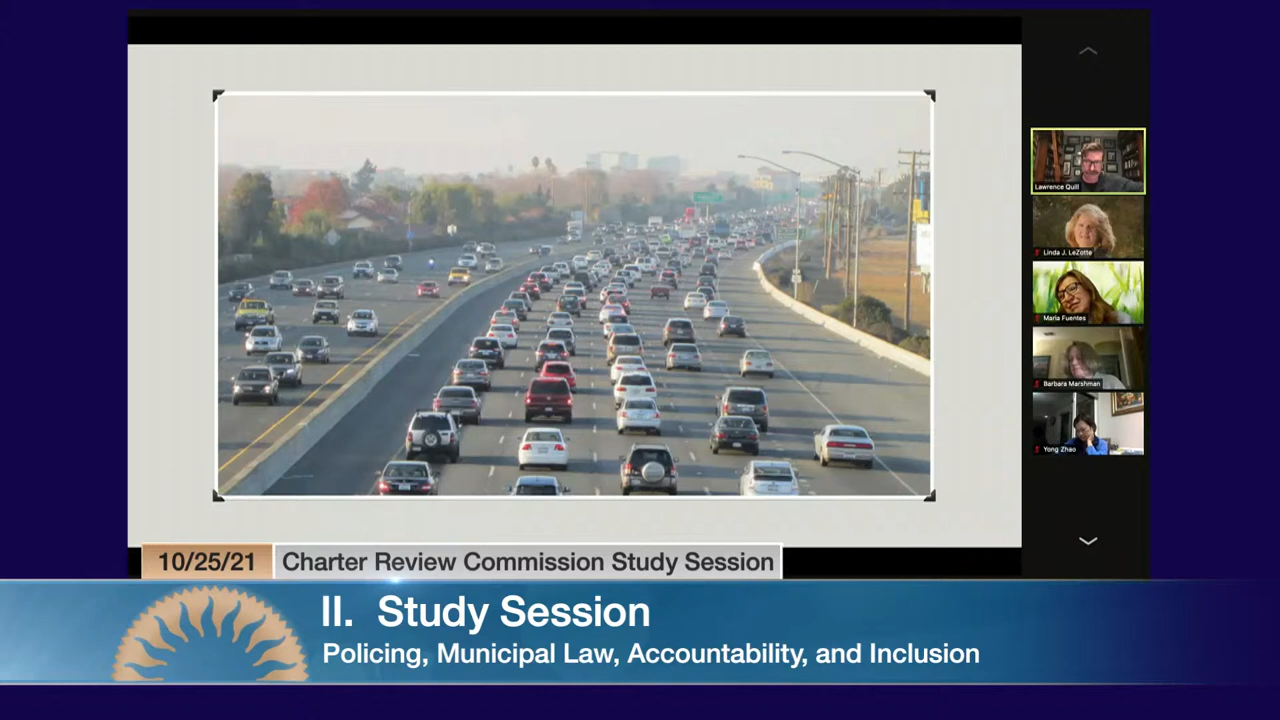 Lawrence Quill
Linda J. LeZotte
Maria Fuentes
Barbara Marshman
Yong Zhao
10/25/21
Charter Review Commission Study Session
II. Study Session
Policing, Municipal Law, Accountability, and Inclusion